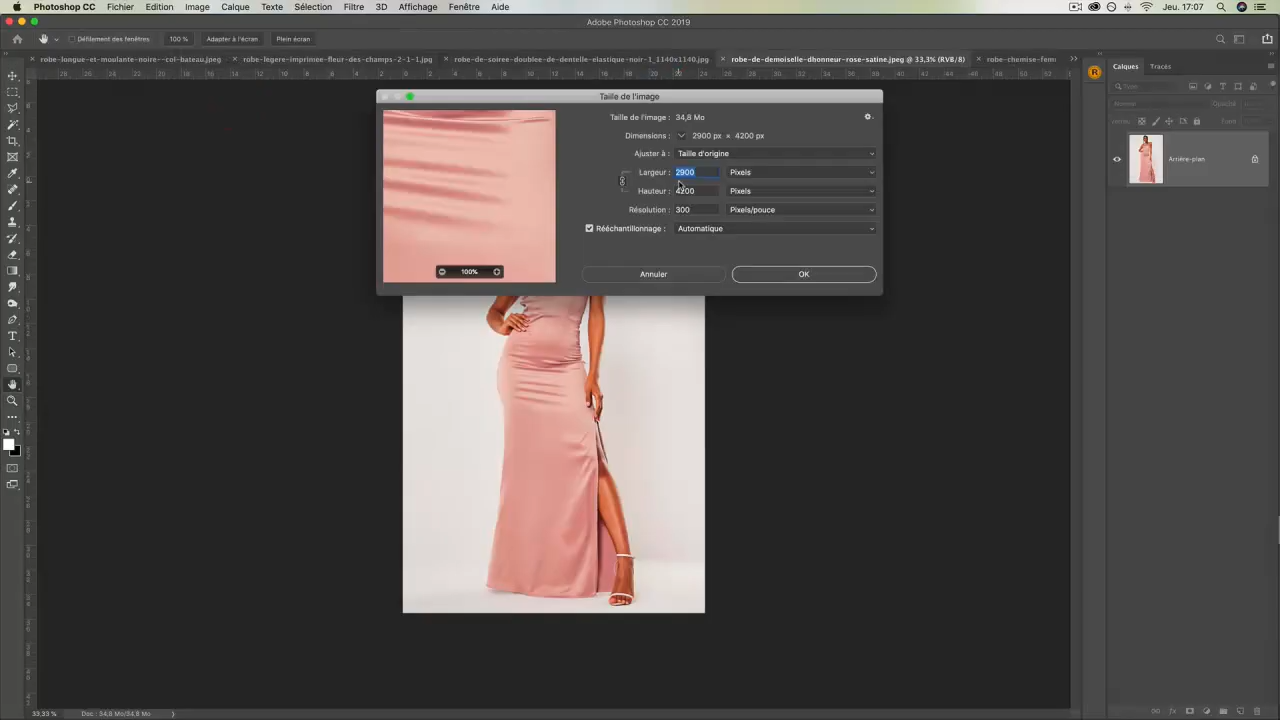 Photoshop CC Fichier Edition Image Calque Texte Sélection Filtre 3D Affichage Fenêtre Aide Jeu. 17:07
Adobe Photoshop CC 2019
Défilement des fenêtres 100 % Adapter à l'écran Plein écran
robe-longue-et-moulante-noire--col-bateau.jpeg robe-legere-imprimee-fleur-des-champs-2-1-1.jpg robe-de-soiree-doublee-de-dentelle-elastique-noir-1_1140x1140.jpg robe-de-demoiselle-dhonneur-rose-satine.jpeg @ 33,3% (RVB/8) robe-chemise-fem
Calques Tracés
Normal Opacité
Taille de l'image
Taille de l'image : 34,8 Mo
Dimensions : 2900 px × 4200 px
Ajuster à : Taille d'origine
Largeur : 2900 Pixels
Hauteur : 4200 Pixels
Résolution : 300 Pixels/pouce
Rééchantillonnage : Automatique
100%
Annuler OK
Arrière-plan
33,33 % Doc : 34,8 Mo/34,8 Mo